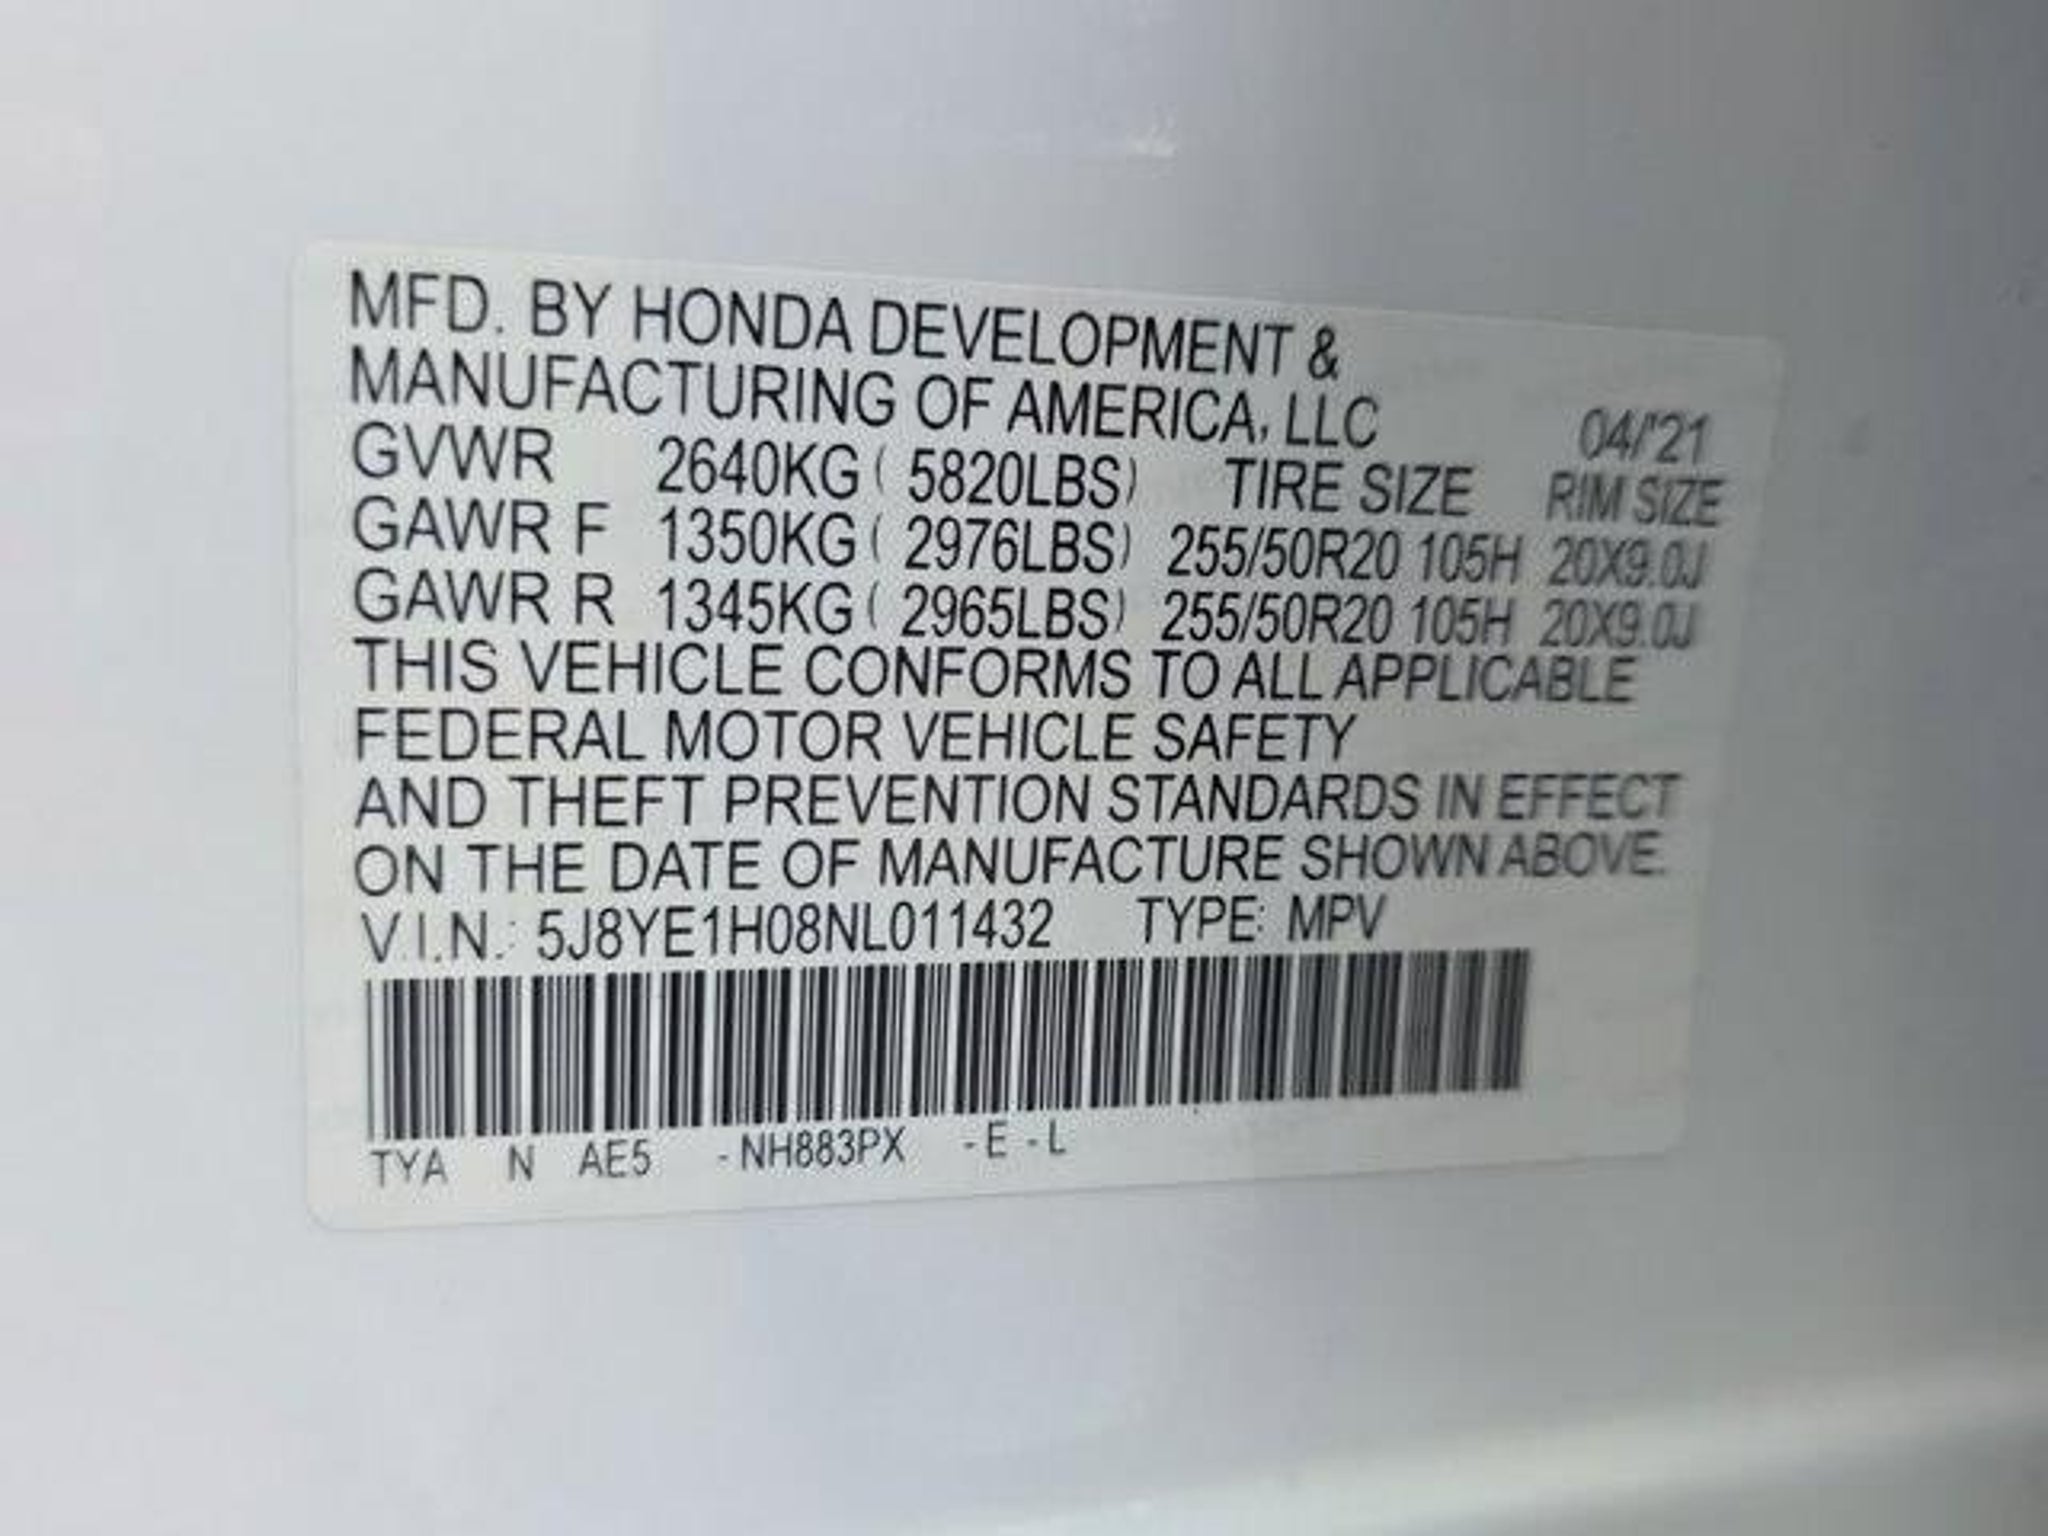 MFD. BY HONDA DEVELOPMENT &
MANUFACTURING OF AMERICA, LLC 04/'21
GVWR 2640KG ( 5820LBS) TIRE SIZE RIM SIZE
GAWR F 1350KG ( 2976LBS) 255/50R20 105H 20X9.0J
GAWR R 1345KG ( 2965LBS) 255/50R20 105H 20X9.0J
THIS VEHICLE CONFORMS TO ALL APPLICABLE
FEDERAL MOTOR VEHICLE SAFETY
AND THEFT PREVENTION STANDARDS IN EFFECT
ON THE DATE OF MANUFACTURE SHOWN ABOVE.
V.I.N.: 5J8YE1H08NL011432 TYPE: MPV
TYA N AE5 -NH883PX -E -L